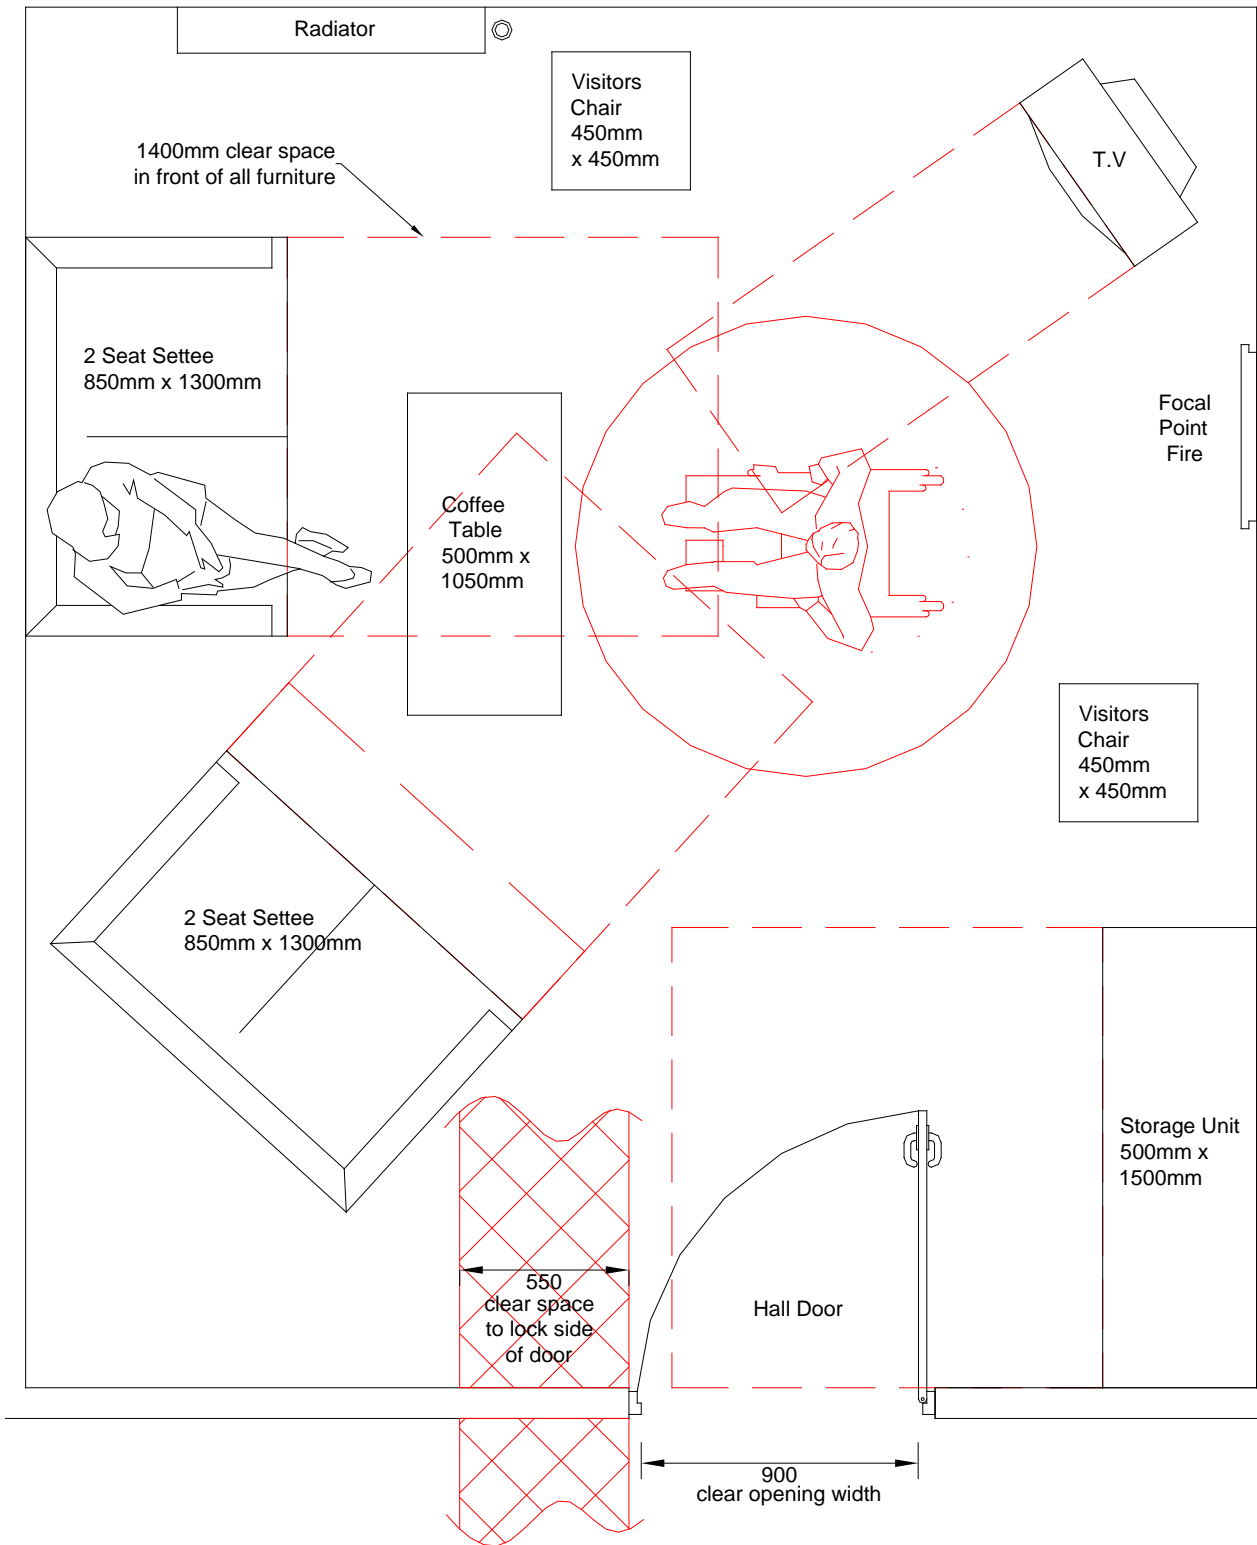 Radiator
Visitors
Chair
450mm
x 450mm
T.V
1400mm clear space
in front of all furniture
2 Seat Settee
850mm x 1300mm
Focal
Point
Fire
Coffee
Table
500mm x
1050mm
Visitors
Chair
450mm
x 450mm
2 Seat Settee
850mm x 1300mm
Storage Unit
500mm x
1500mm
550
clear space
to lock side
of door
Hall Door
900
clear opening width